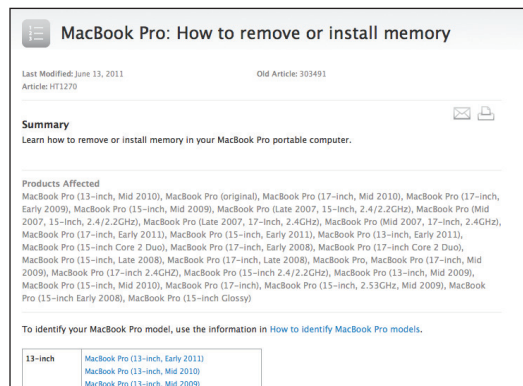 MacBook Pro: How to remove or install memory
Last Modified: June 13, 2011 Old Article: 303491
Article: HT1270
Summary
Learn how to remove or install memory in your MacBook Pro portable computer.
Products Affected
MacBook Pro (13-inch, Mid 2010), MacBook Pro (original), MacBook Pro (17-inch, Mid 2010), MacBook Pro (17-inch,
Early 2009), MacBook Pro (15-inch, Mid 2009), MacBook Pro (Late 2007, 15-Inch, 2.4/2.2GHz), MacBook Pro (Mid
2007, 15-Inch, 2.4/2.2GHz), MacBook Pro (Late 2007, 17-Inch, 2.4GHz), MacBook Pro (Mid 2007, 17-Inch, 2.4GHz),
MacBook Pro (17-inch, Early 2011), MacBook Pro (15-inch, Early 2011), MacBook Pro (13-inch, Early 2011),
MacBook Pro (15-inch Core 2 Duo), MacBook Pro (17-inch, Early 2008), MacBook Pro (17-inch Core 2 Duo),
MacBook Pro (15-inch, Late 2008), MacBook Pro (17-inch, Late 2008), MacBook Pro, MacBook Pro (17-inch, Mid
2009), MacBook Pro (17-inch 2.4GHZ), MacBook Pro (15-inch 2.4/2.2GHz), MacBook Pro (13-inch, Mid 2009),
MacBook Pro (15-inch, Mid 2010), MacBook Pro (17-inch), MacBook Pro (15-inch, 2.53GHz, Mid 2009), MacBook
Pro (15-inch Early 2008), MacBook Pro (15-inch Glossy)
To identify your MacBook Pro model, use the information in How to identify MacBook Pro models.
13-inch MacBook Pro (13-inch, Early 2011)
MacBook Pro (13-inch, Mid 2010)
MacBook Pro (13-inch, Mid 2009)